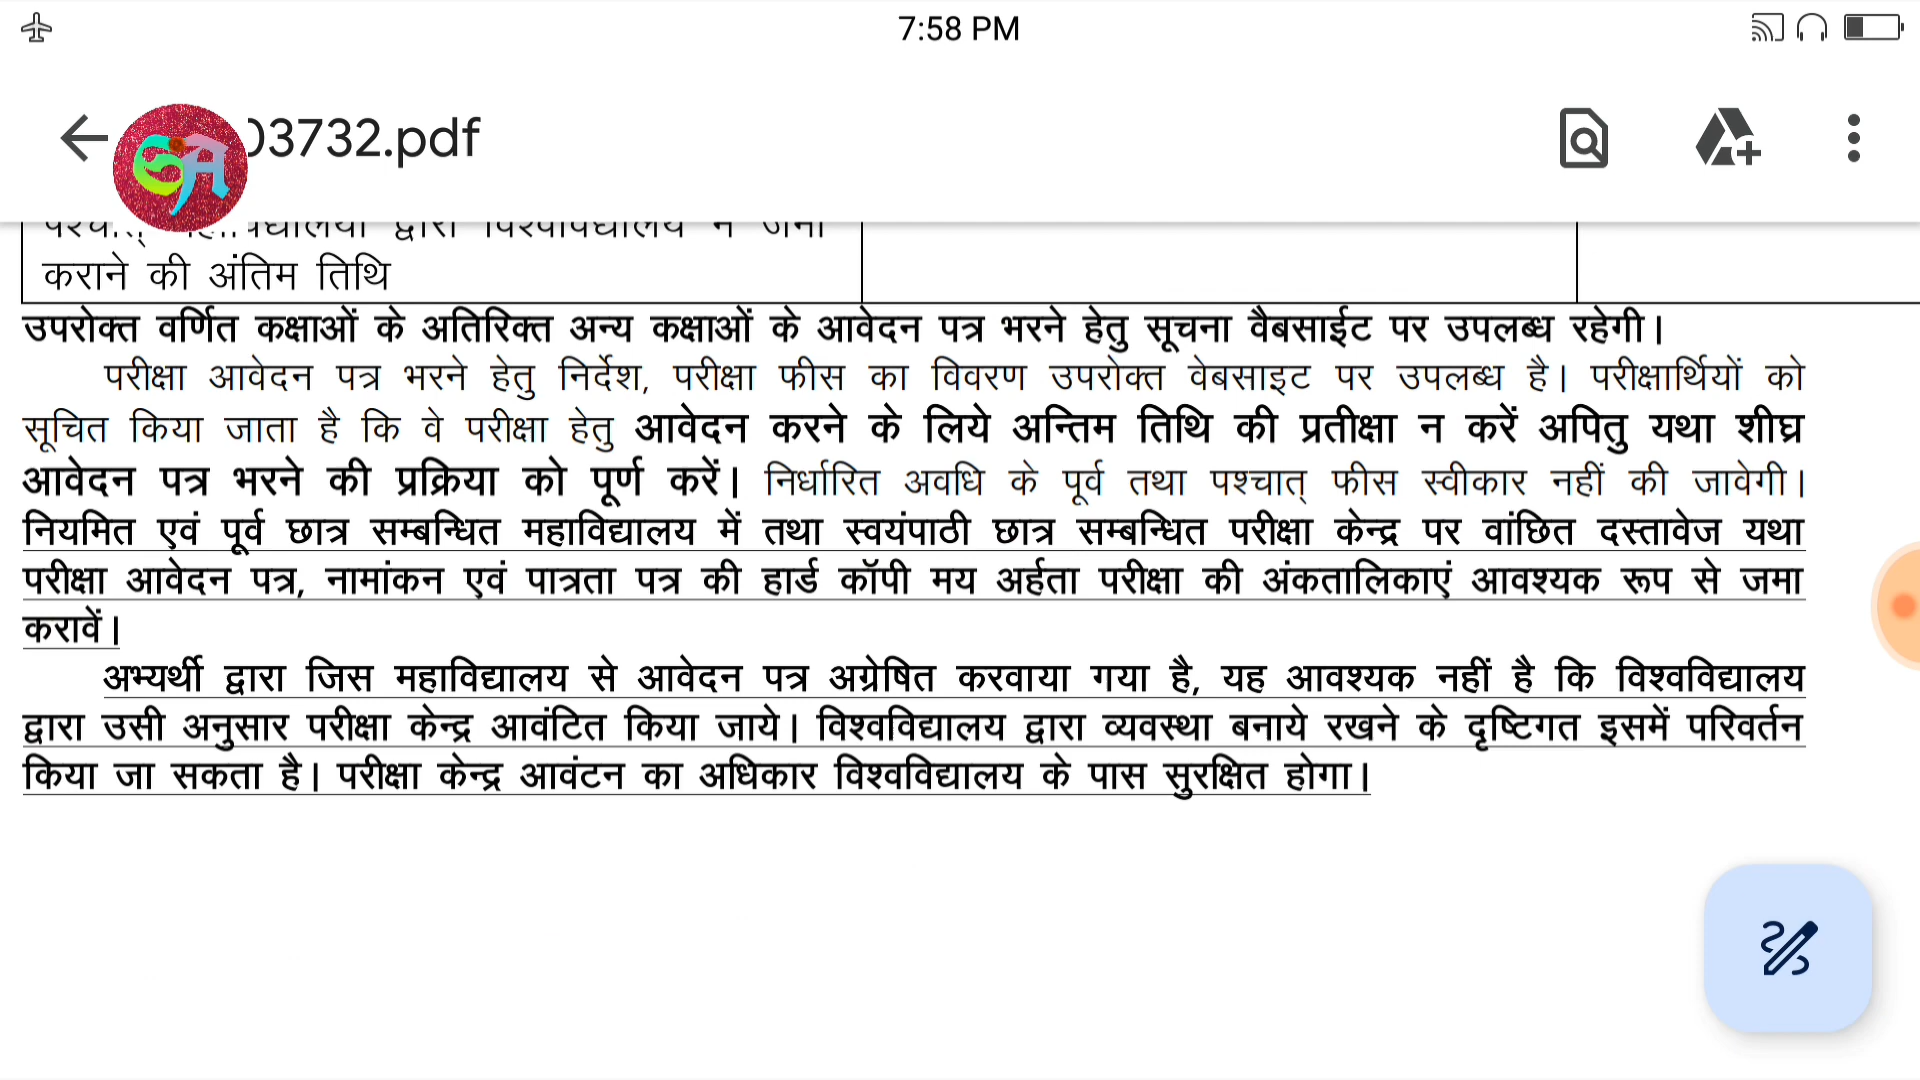 7:58 PM
03732.pdf
द्वारा विश्वविद्यालय में जमा
कराने की अंतिम तिथि
उपरोक्त वर्णित कक्षाओं के अतिरिक्त अन्य कक्षाओं के आवेदन पत्र भरने हेतु सूचना वैबसाईट पर उपलब्ध रहेगी।
परीक्षा आवेदन पत्र भरने हेतु निर्देश, परीक्षा फीस का विवरण उपरोक्त वेबसाइट पर उपलब्ध है। परीक्षार्थियों को
सूचित किया जाता है कि वे परीक्षा हेतु आवेदन करने के लिये अन्तिम तिथि की प्रतीक्षा न करें अपितु यथा शीघ्र
आवेदन पत्र भरने की प्रक्रिया को पूर्ण करें। निर्धारित अवधि के पूर्व तथा पश्चात् फीस स्वीकार नहीं की जावेगी।
नियमित एवं पूर्व छात्र सम्बन्धित महाविद्यालय में तथा स्वयंपाठी छात्र सम्बन्धित परीक्षा केन्द्र पर वांछित दस्तावेज यथा
परीक्षा आवेदन पत्र, नामांकन एवं पात्रता पत्र की हार्ड कॉपी मय अर्हता परीक्षा की अंकतालिकाएं आवश्यक रूप से जमा
करावें।
अभ्यर्थी द्वारा जिस महाविद्यालय से आवेदन पत्र अग्रेषित करवाया गया है, यह आवश्यक नहीं है कि विश्वविद्यालय
द्वारा उसी अनुसार परीक्षा केन्द्र आवंटित किया जाये। विश्वविद्यालय द्वारा व्यवस्था बनाये रखने के दृष्टिगत इसमें परिवर्तन
किया जा सकता है। परीक्षा केन्द्र आवंटन का अधिकार विश्वविद्यालय के पास सुरक्षित होगा।